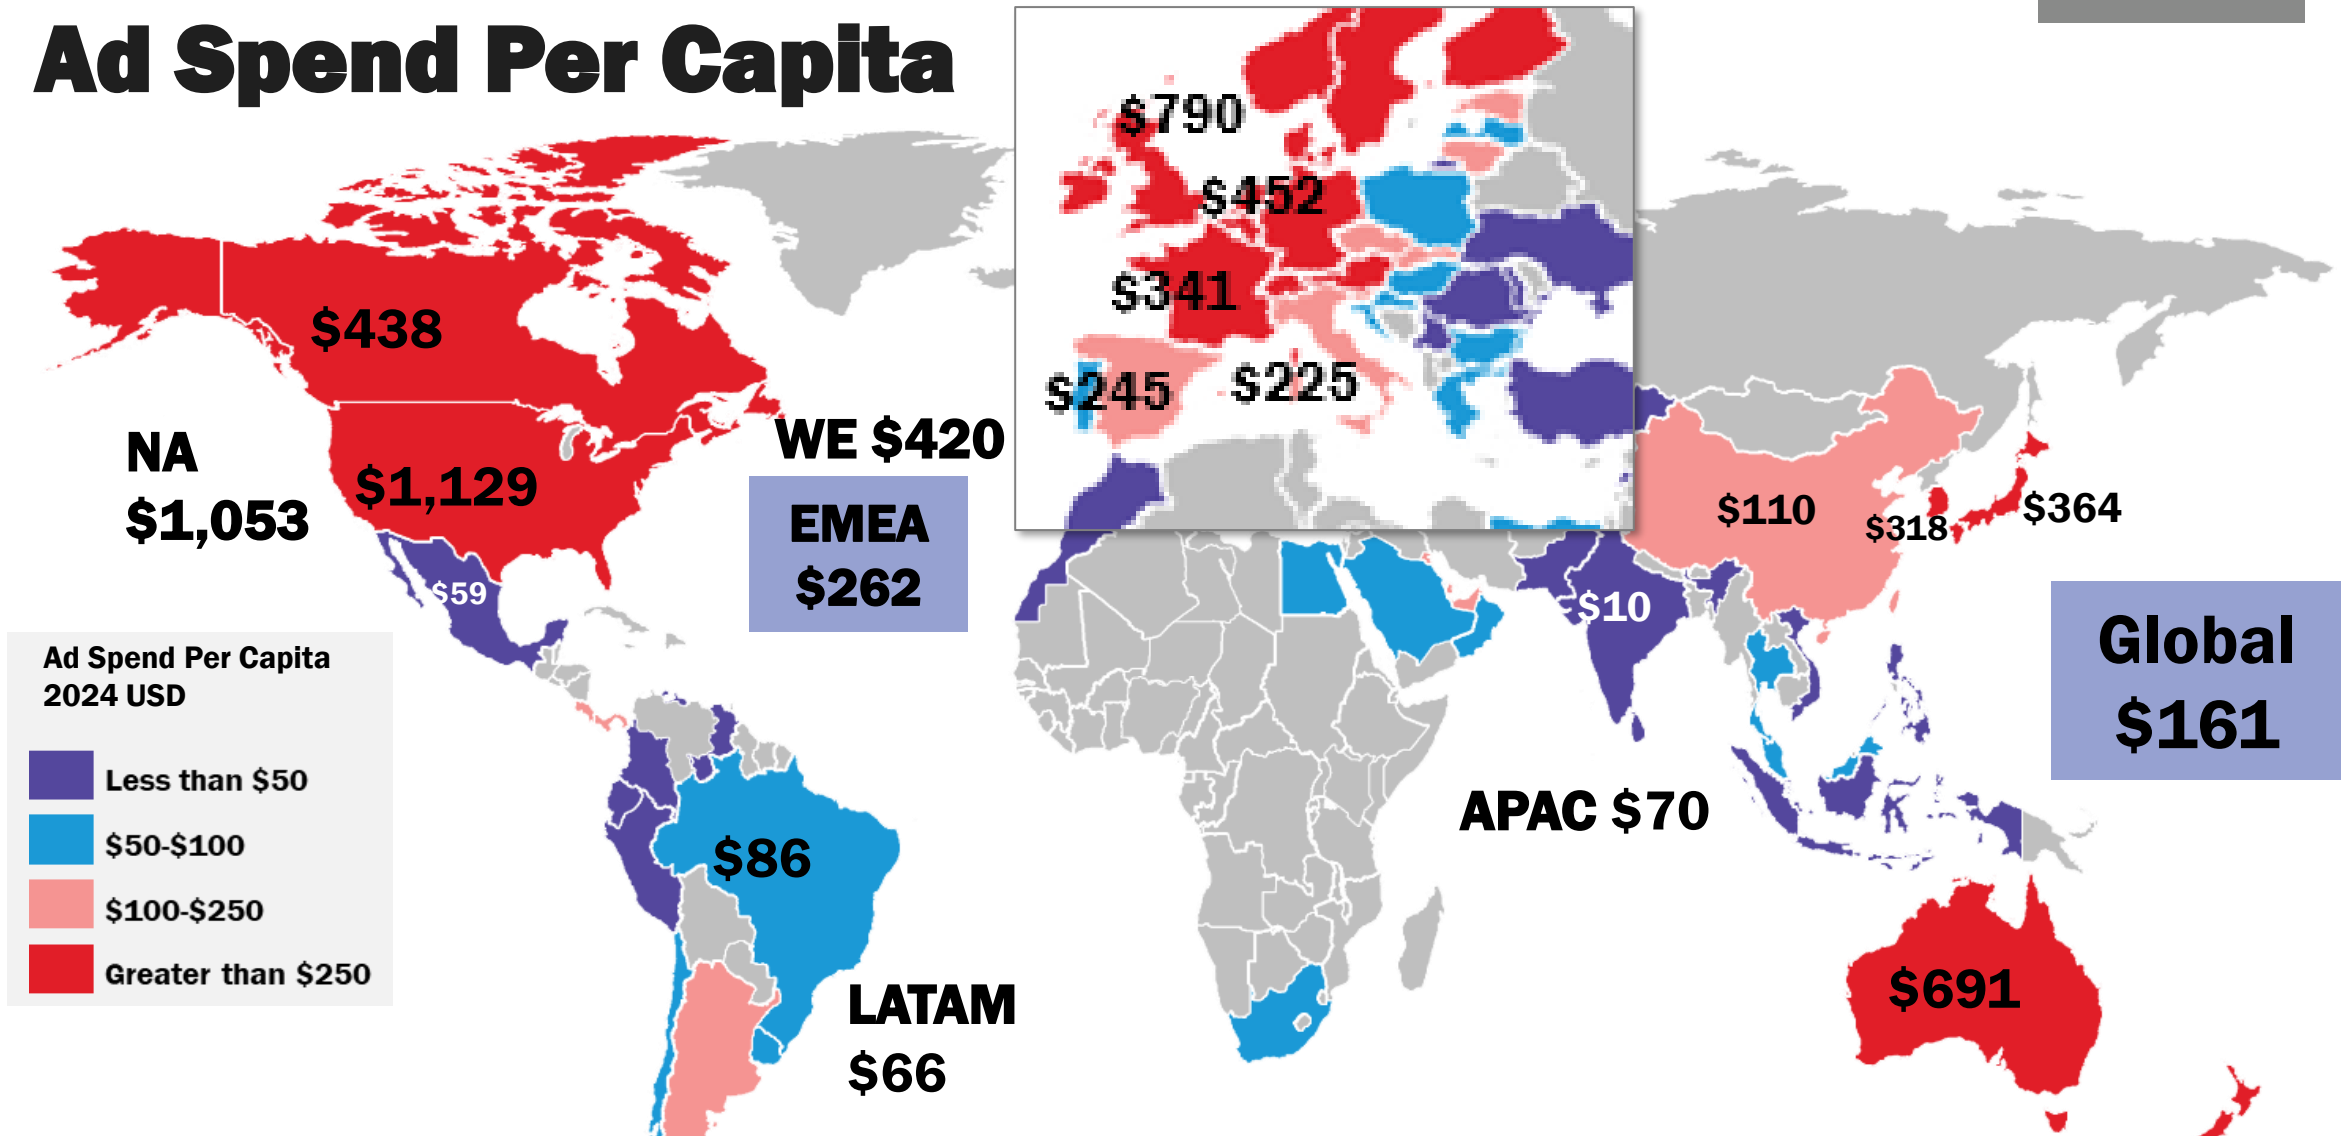 Ad Spend Per Capita
$790
$452
$341
$245
$225
$438
$1,129
NA
$1,053
$59
WE $420
EMEA
$262
$110
$318
$364
$10
Global
$161
Ad Spend Per Capita
2024 USD
Less than $50
$50-$100
$100-$250
Greater than $250
$86
LATAM
$66
APAC $70
$691